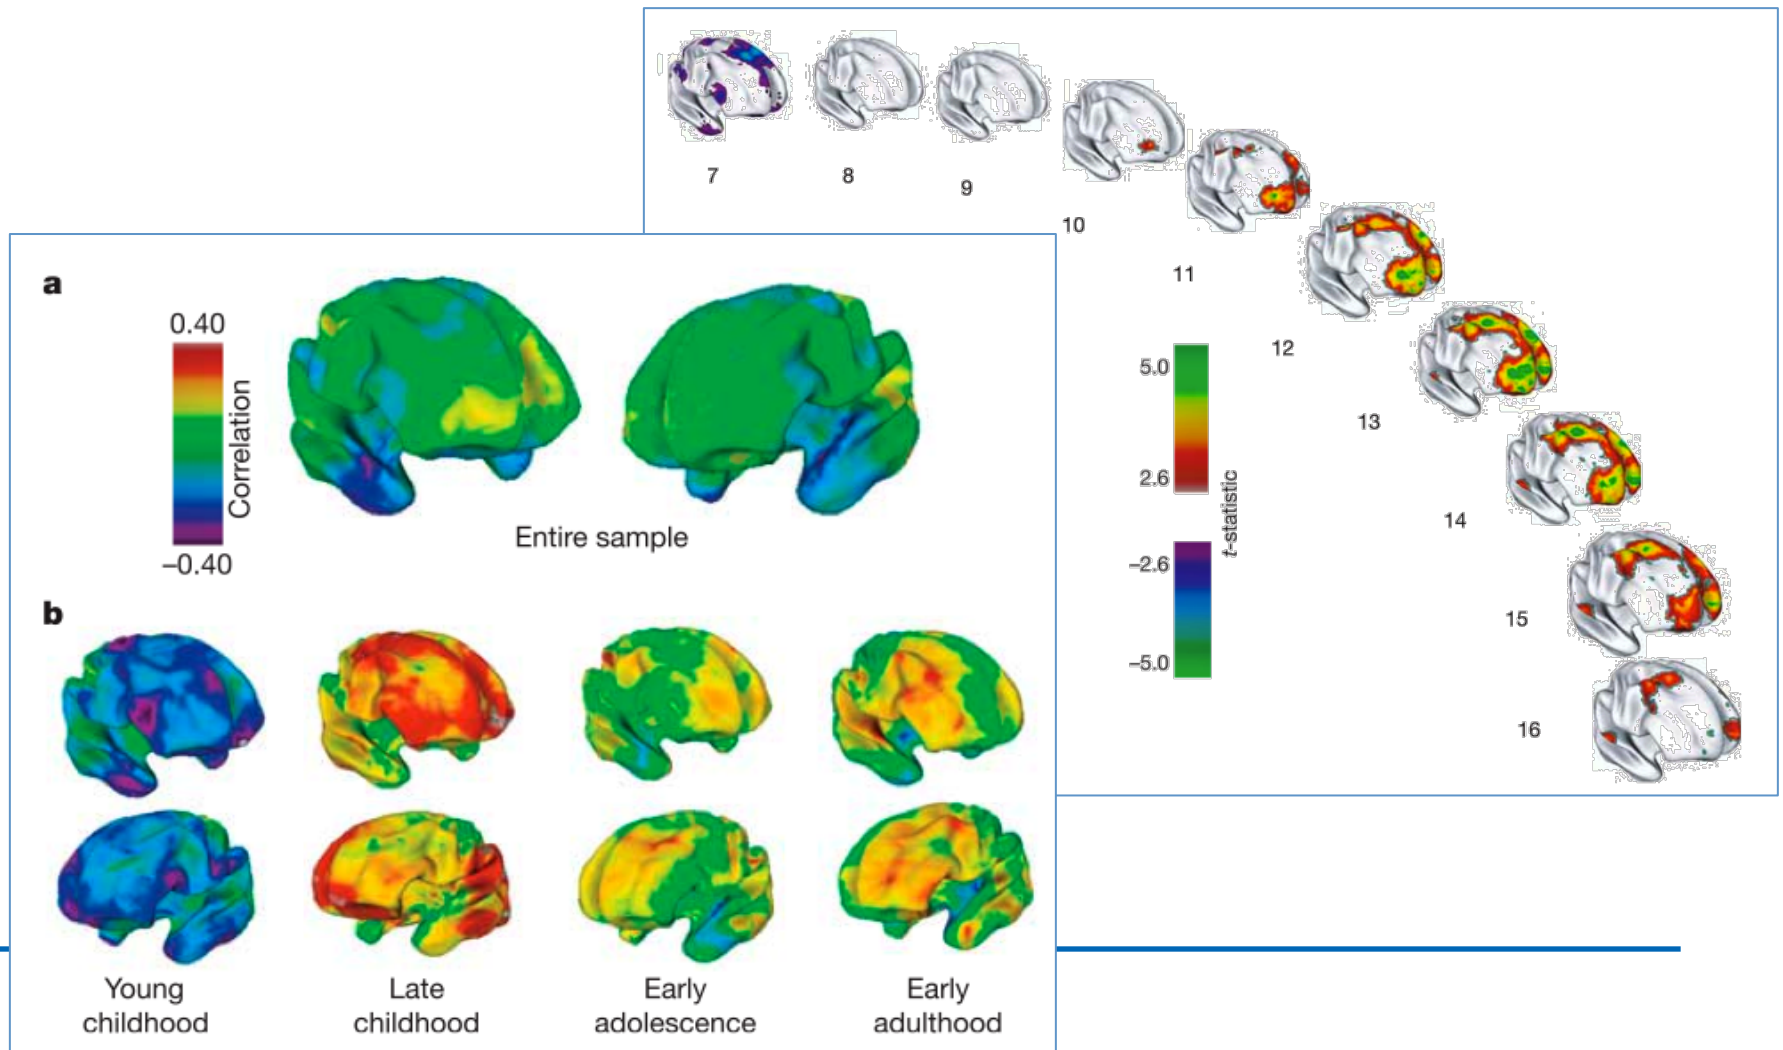 7
8
9
10
11
12
13
14
15
16
5.0
2.6
t-statistic
−2.6
−5.0
a
0.40
Correlation
−0.40
Entire sample
b
Young
childhood
Late
childhood
Early
adolescence
Early
adulthood